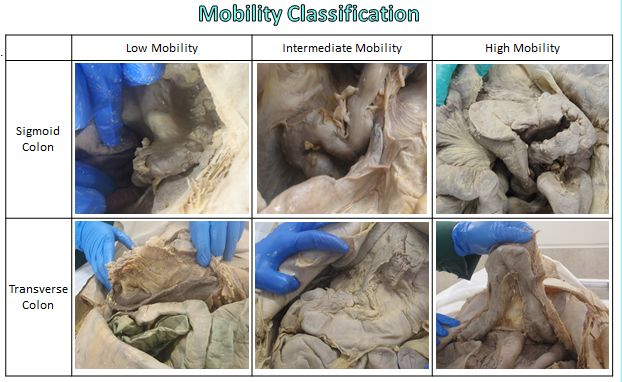 Mobility Classification
Low Mobility
Intermediate Mobility
High Mobility
Sigmoid
Colon
Transverse
Colon